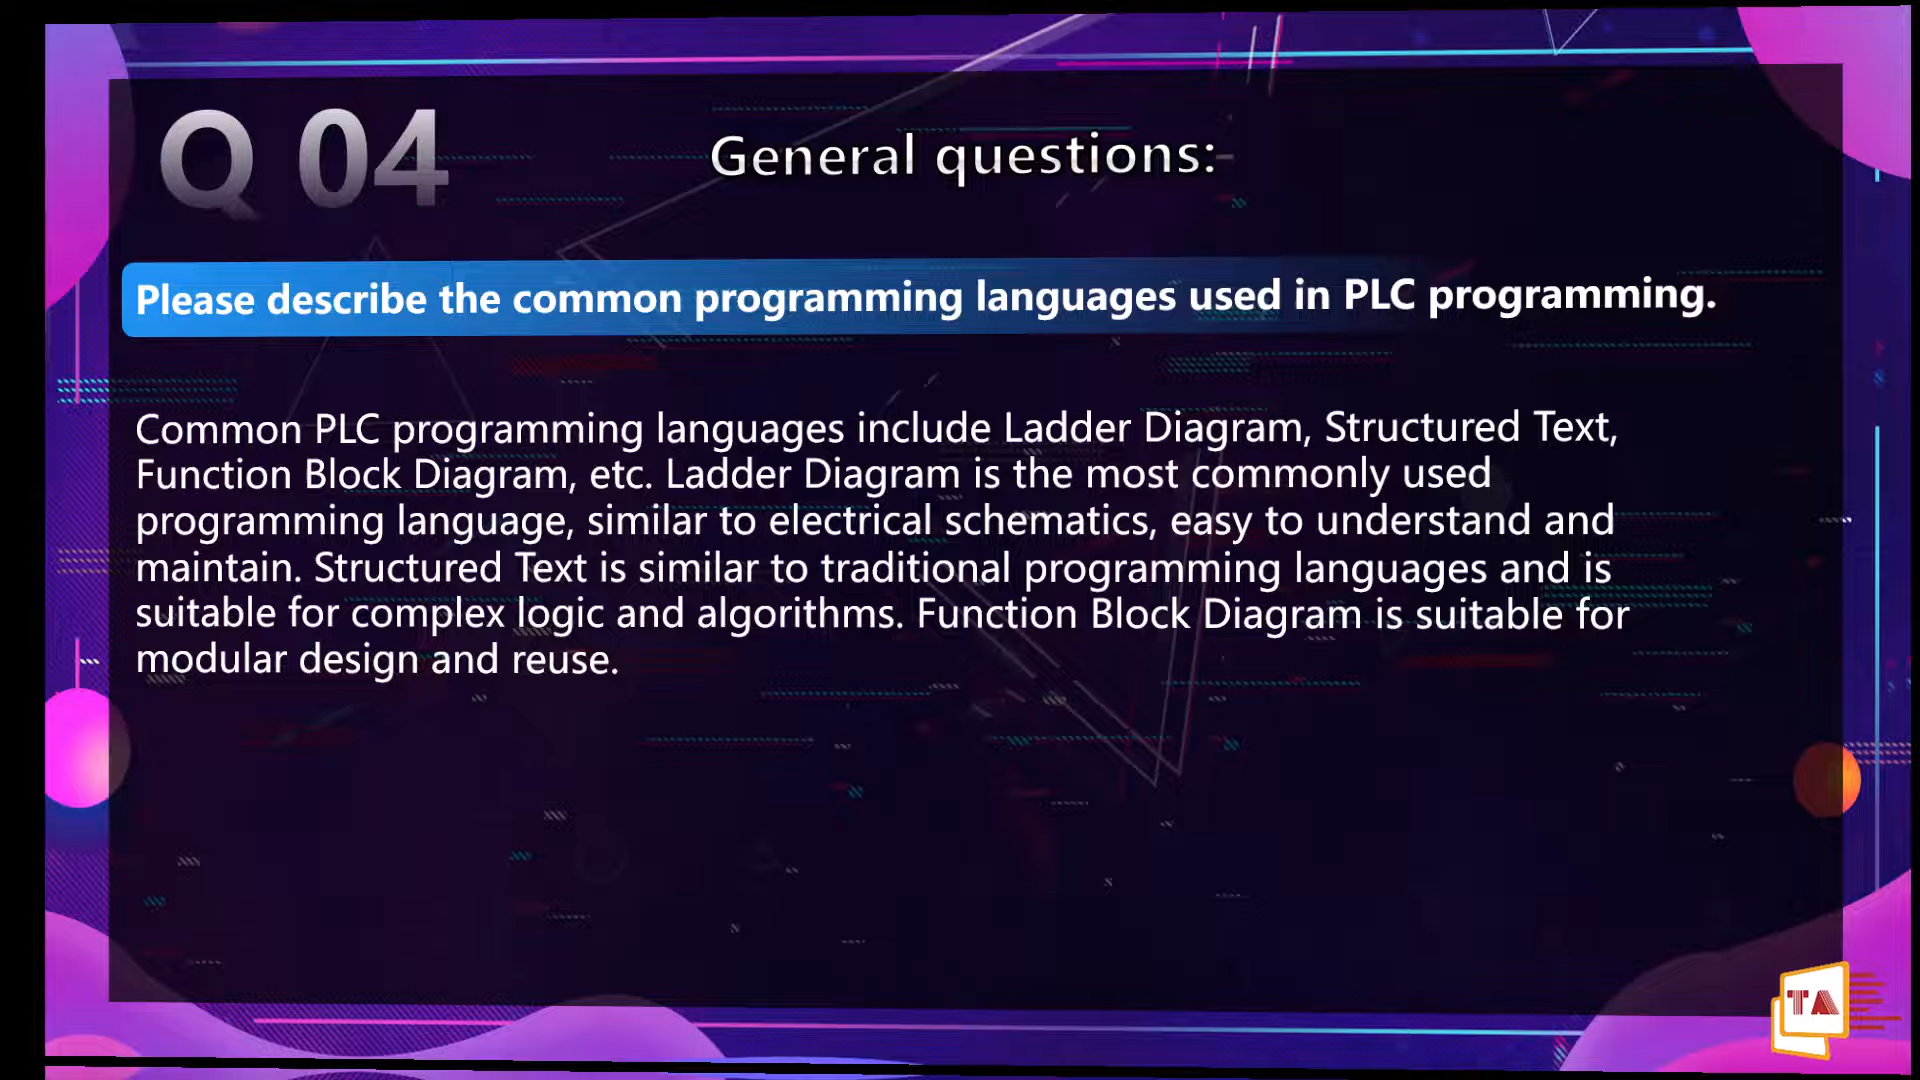 Q 04
General questions:-
Please describe the common programming languages used in PLC programming.
Common PLC programming languages include Ladder Diagram, Structured Text,
Function Block Diagram, etc. Ladder Diagram is the most commonly used
programming language, similar to electrical schematics, easy to understand and
maintain. Structured Text is similar to traditional programming languages and is
suitable for complex logic and algorithms. Function Block Diagram is suitable for
modular design and reuse.
TA